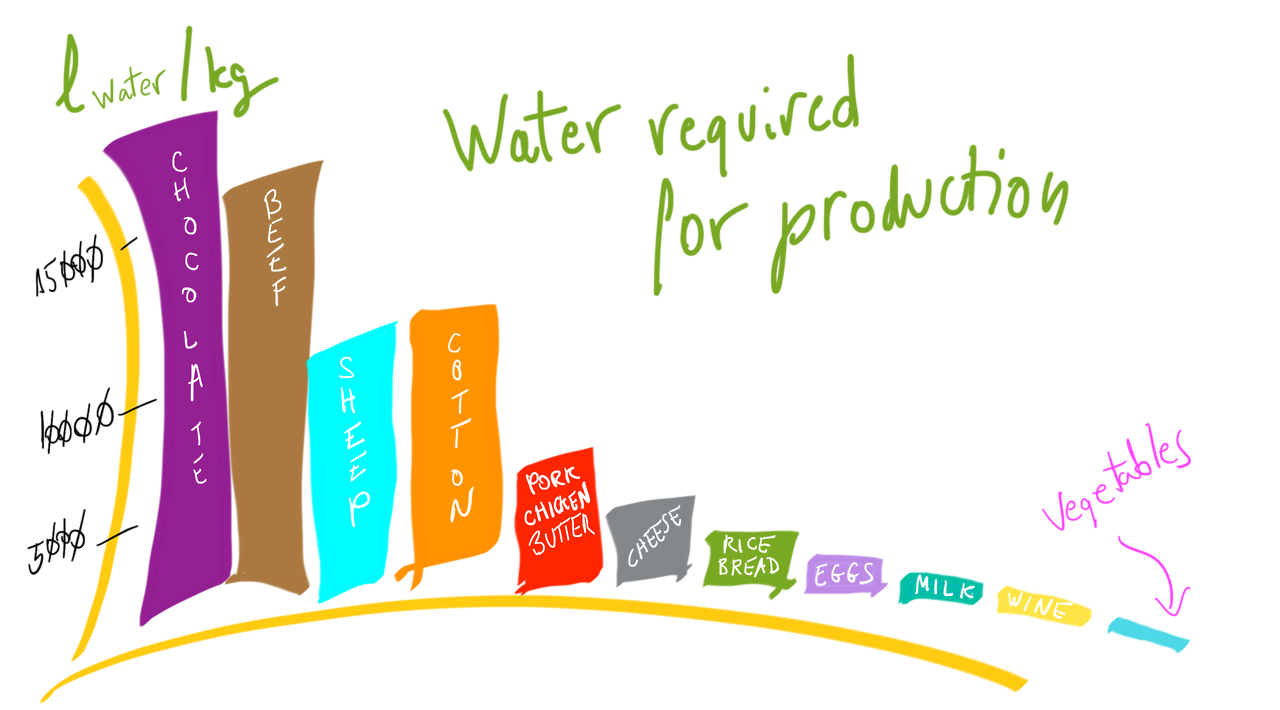 l water/kg
Water required
for production
15000
10000
5000
CHOCOLATE
BEEF
SHEEP
COTTON
PORK
CHICKEN
BUTTER
CHEESE
RICE
BREAD
EGGS
MILK
WINE
Vegetables